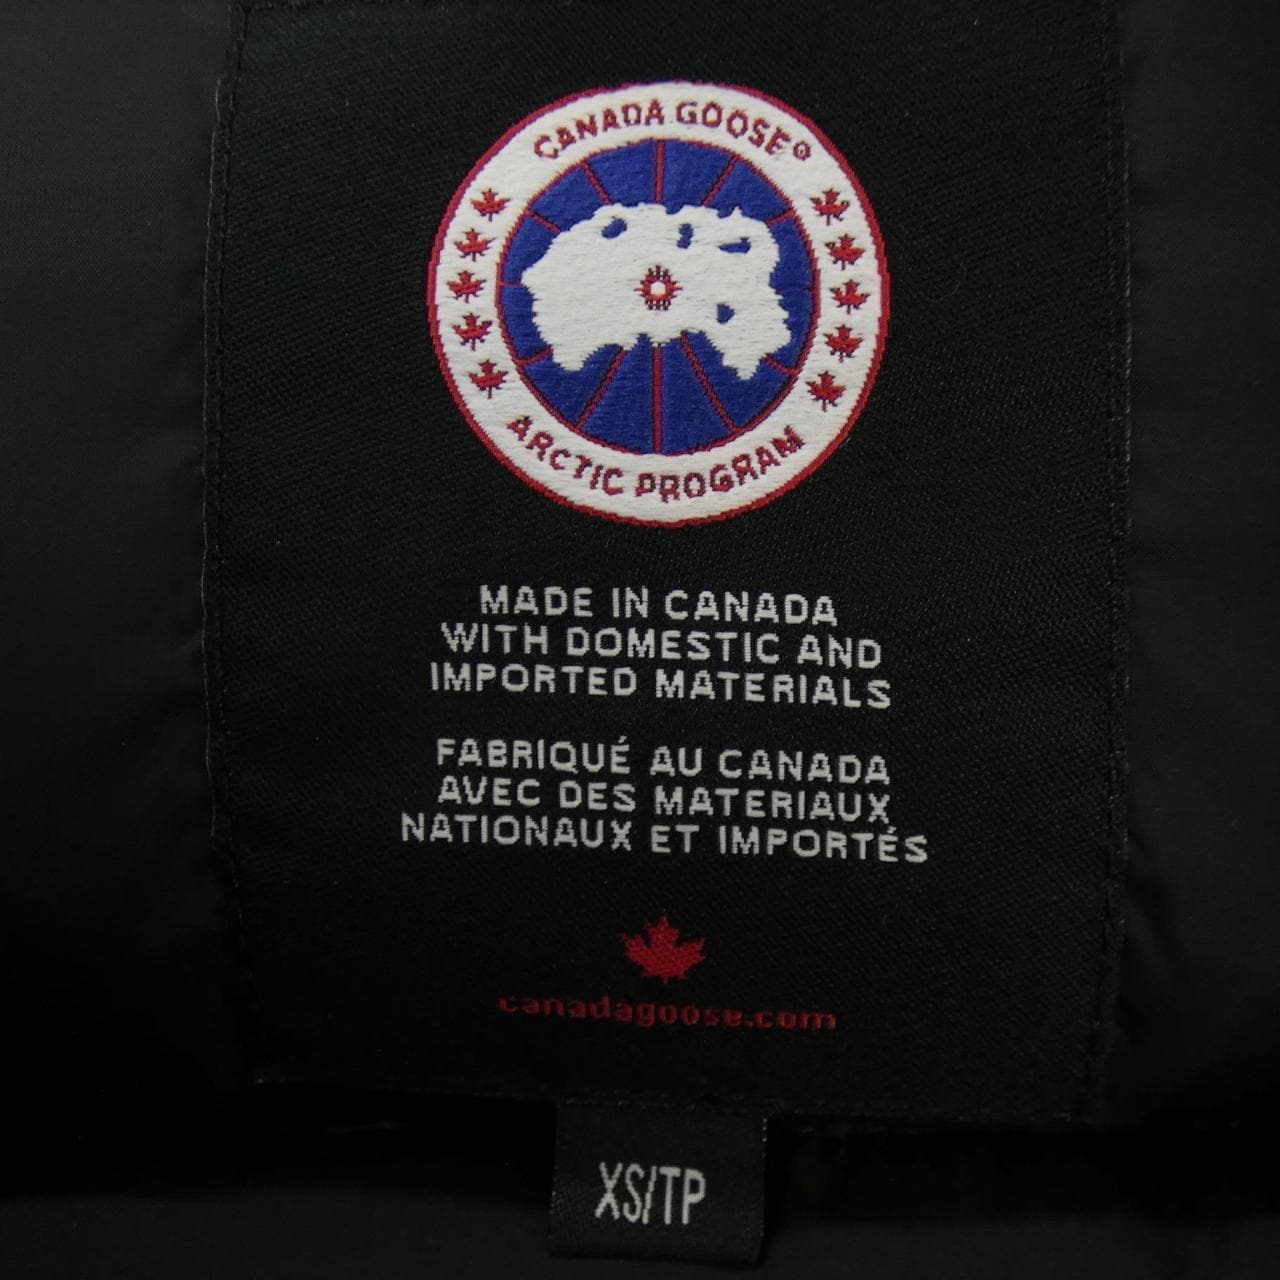 CANADA GOOSE®
ARCTIC PROGRAM
MADE IN CANADA
WITH DOMESTIC AND
IMPORTED MATERIALS
FABRIQUÉ AU CANADA
AVEC DES MATERIAUX
NATIONAUX ET IMPORTÉS
canadagoose.com
XS/TP